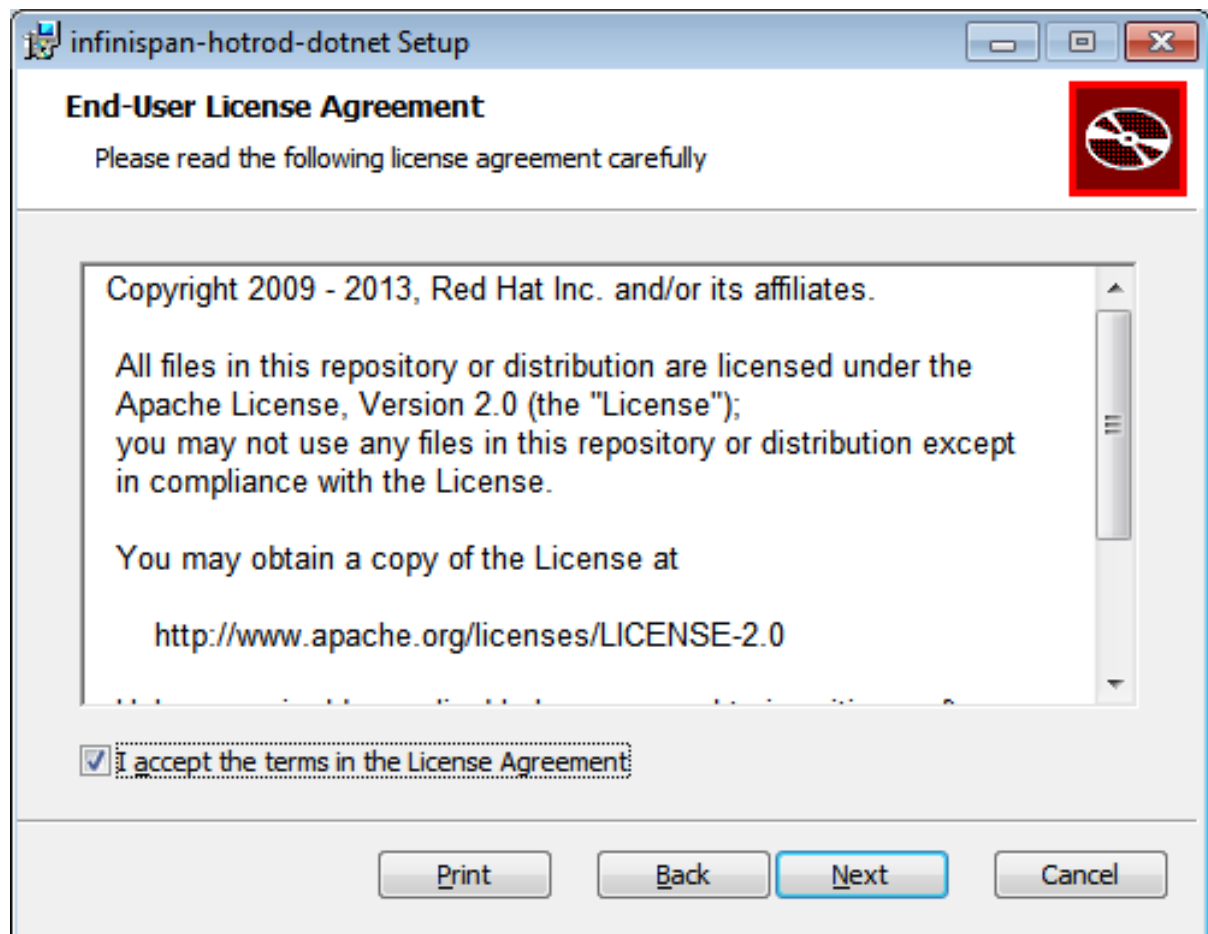 infinispan-hotrod-dotnet Setup
End-User License Agreement
Please read the following license agreement carefully
Copyright 2009 - 2013, Red Hat Inc. and/or its affiliates.
All files in this repository or distribution are licensed under the
Apache License, Version 2.0 (the "License");
you may not use any files in this repository or distribution except
in compliance with the License.
You may obtain a copy of the License at
http://www.apache.org/licenses/LICENSE-2.0
I accept the terms in the License Agreement
Print Back Next Cancel